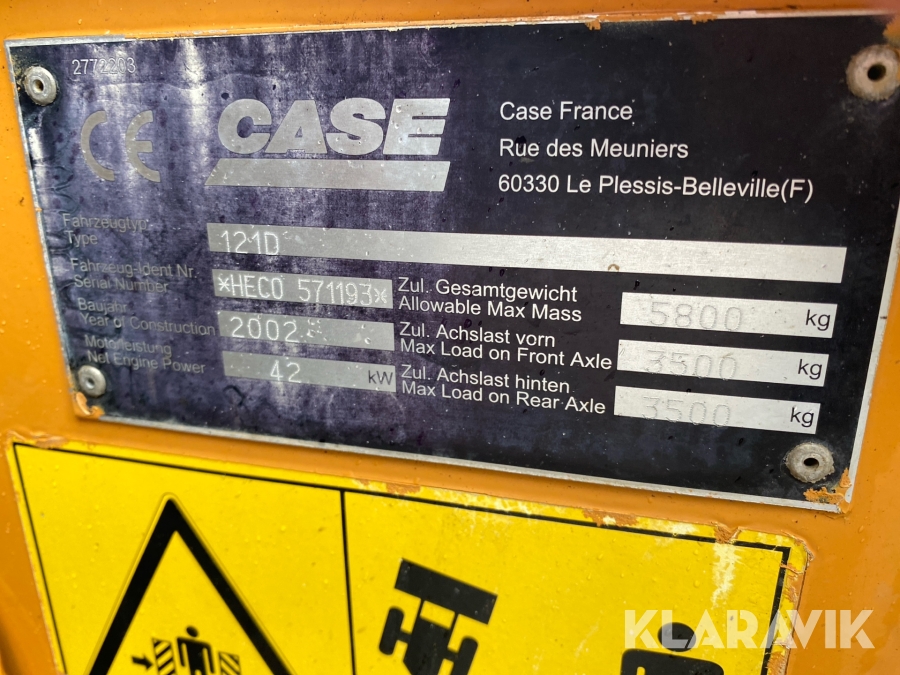 2772203
CE
CASE
Case France
Rue des Meuniers
60330 Le Plessis-Belleville(F)
Fahrzeugtyp
Type
121D
Fahrzeug-Ident Nr.
Serial Number
*HECO 571193*
Baujahr
Year of Construction
2002
Motorleistung
Net Engine Power
42 kW
Zul. Gesamtgewicht
Allowable Max Mass
5800 kg
Zul. Achslast vorn
Max Load on Front Axle
3500 kg
Zul. Achslast hinten
Max Load on Rear Axle
3500 kg
KLARAVIK